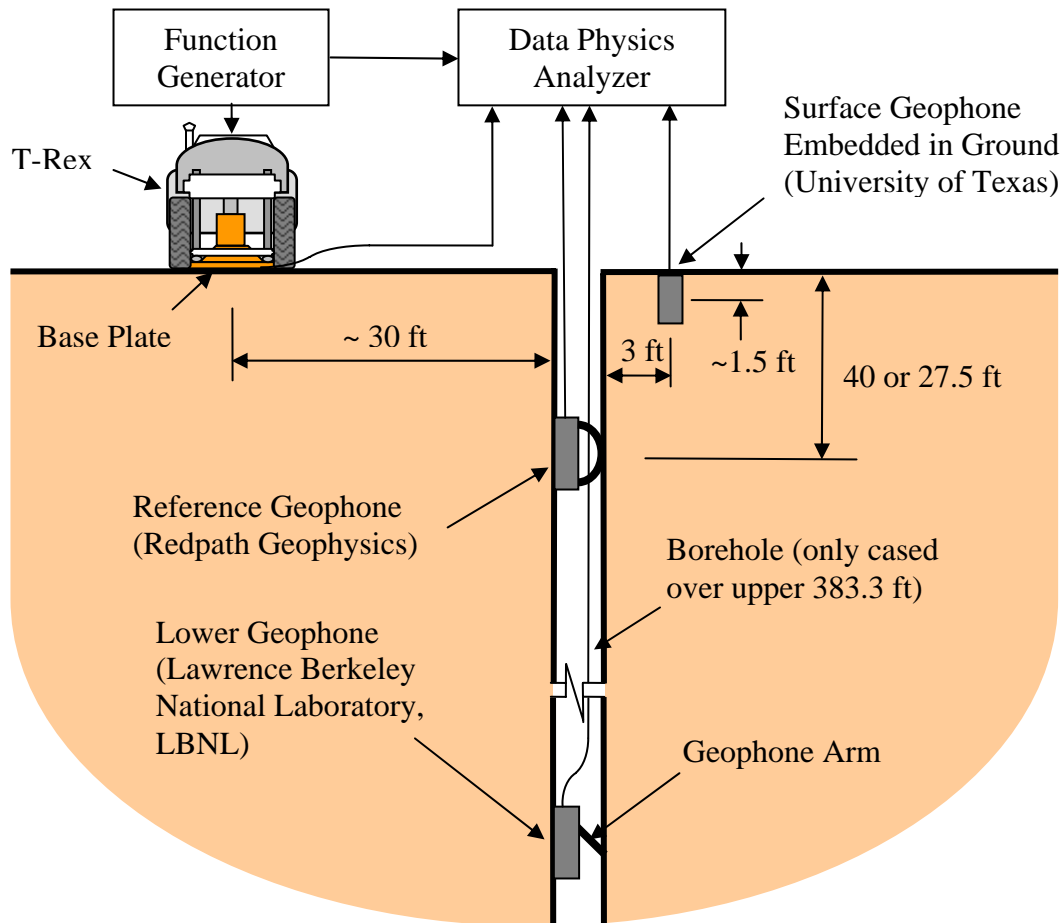 Function
Generator
Data Physics
Analyzer
Surface Geophone
Embedded in Ground
(University of Texas)
T-Rex
Base Plate
~ 30 ft
3 ft
~1.5 ft
40 or 27.5 ft
Reference Geophone
(Redpath Geophysics)
Borehole (only cased
over upper 383.3 ft)
Lower Geophone
(Lawrence Berkeley
National Laboratory,
LBNL)
Geophone Arm